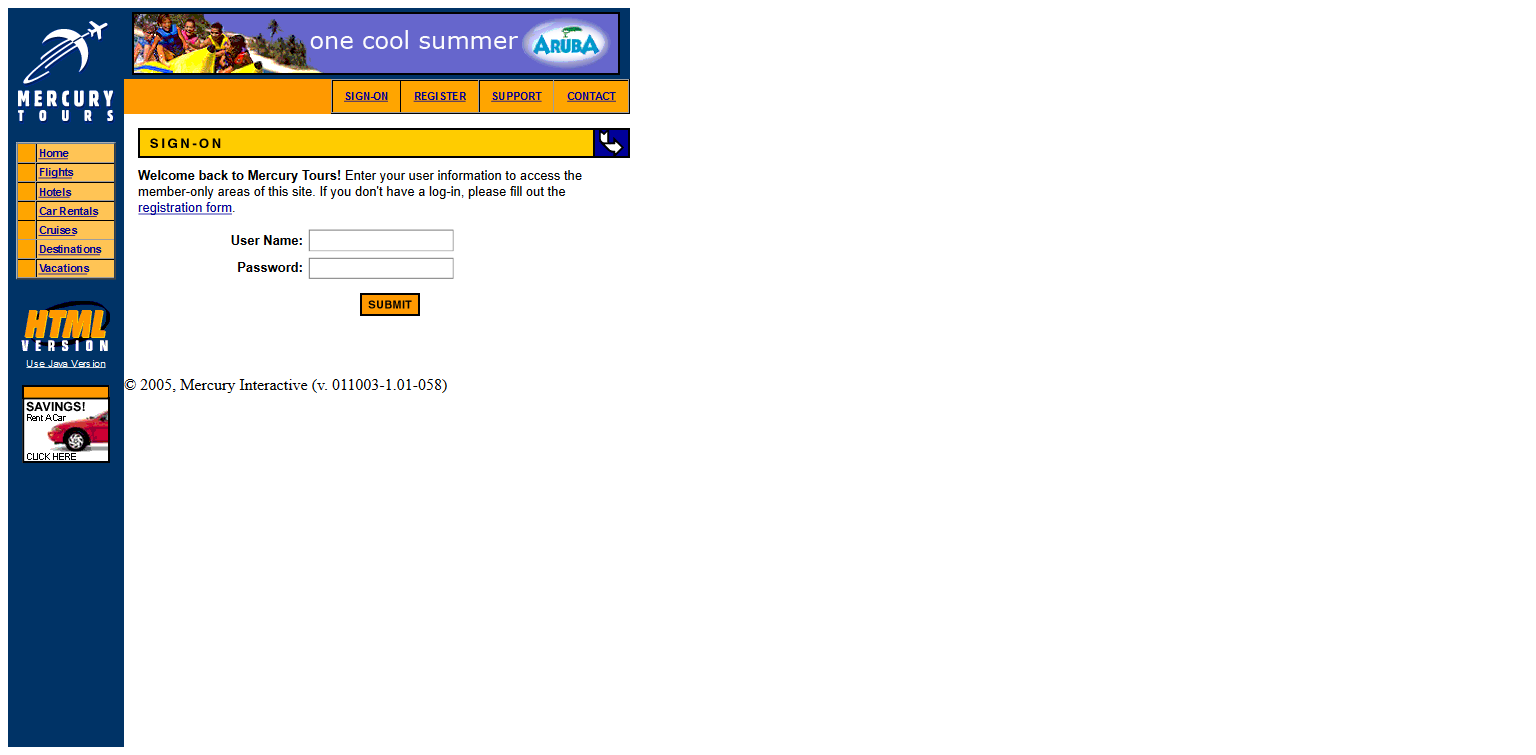 MERCURY
TOURS
one cool summer
ARUBA
SIGN-ON
REGISTER
SUPPORT
CONTACT
Home
Flights
Hotels
Car Rentals
Cruises
Destinations
Vacations
HTML
VERSION
Use Java Version
SAVINGS!
Rent A Car
CLICK HERE
SIGN-ON
Welcome back to Mercury Tours! Enter your user information to access the
member-only areas of this site. If you don't have a log-in, please fill out the
registration form.
User Name:
Password:
SUBMIT
© 2005, Mercury Interactive (v. 011003-1.01-058)